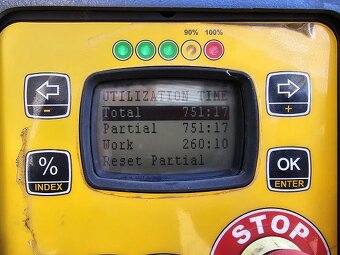 90% 100%
UTILIZATION TIME
Total 751:17
Partial 751:17
Work 260:10
Reset Partial
-
+
%
INDEX
OK
ENTER
STOP